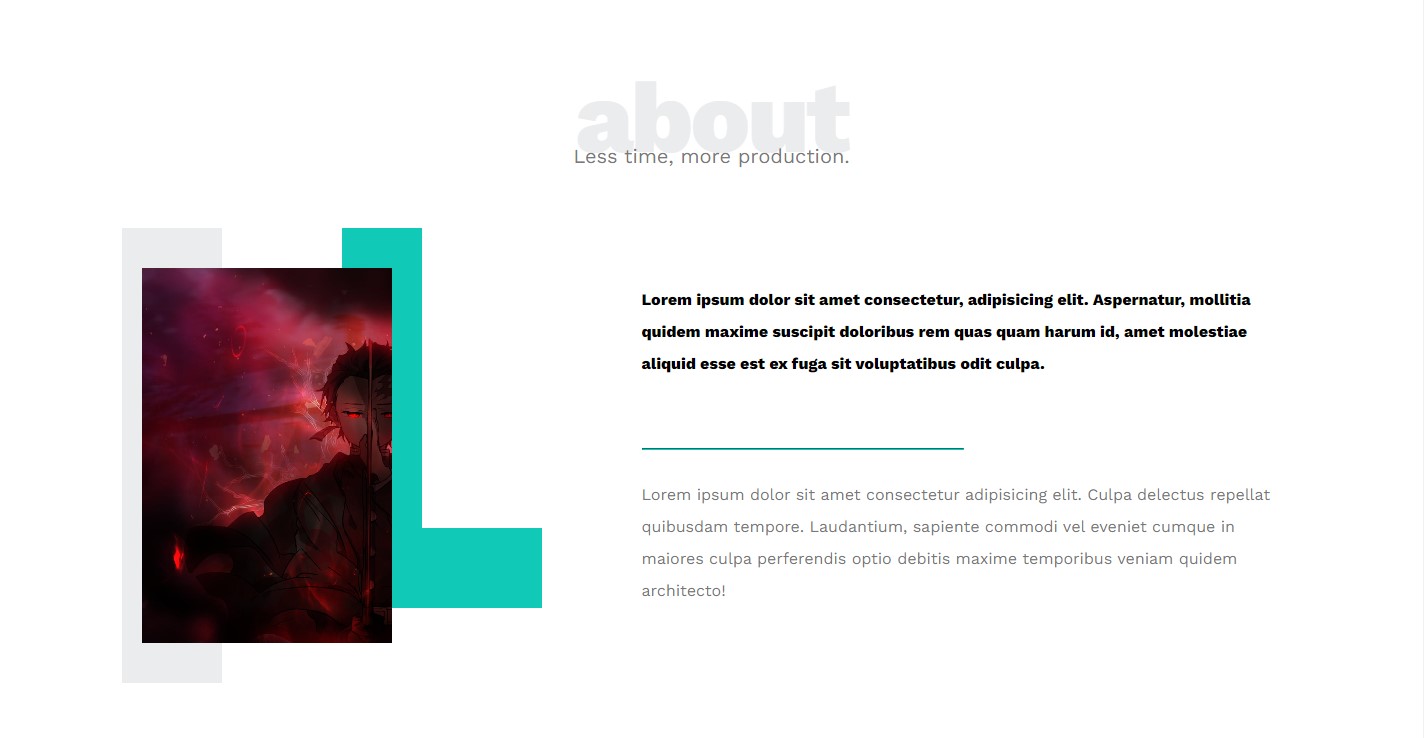 about
Less time, more production.
Lorem ipsum dolor sit amet consectetur, adipisicing elit. Aspernatur, mollitia
quidem maxime suscipit doloribus rem quas quam harum id, amet molestiae
aliquid esse est ex fuga sit voluptatibus odit culpa.
Lorem ipsum dolor sit amet consectetur adipisicing elit. Culpa delectus repellat
quibusdam tempore. Laudantium, sapiente commodi vel eveniet cumque in
maiores culpa perferendis optio debitis maxime temporibus veniam quidem
architecto!